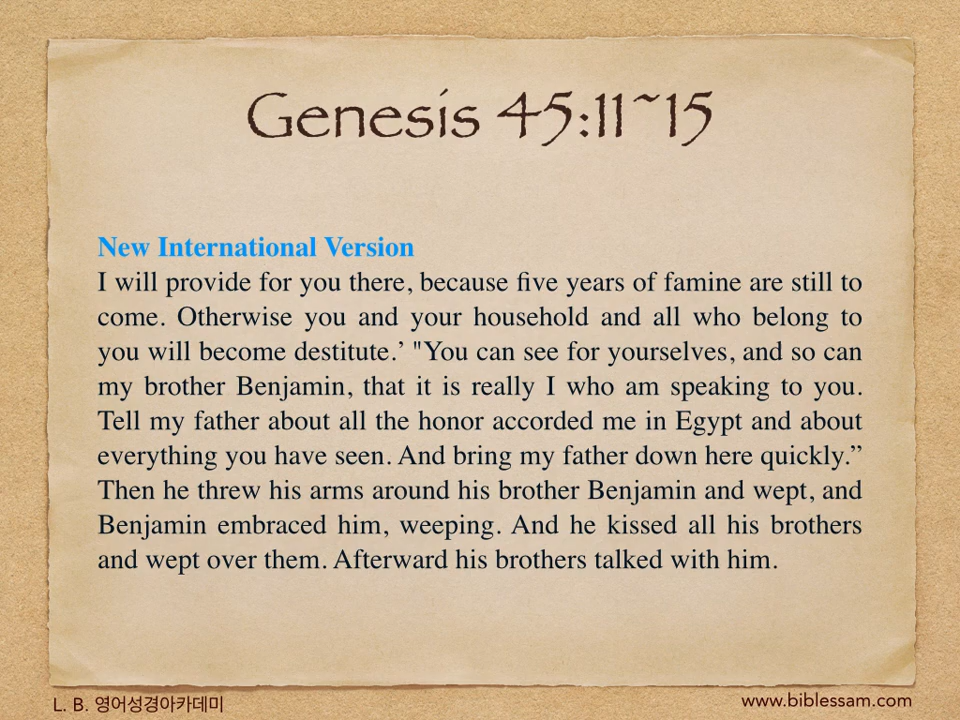 Genesis 45:11~15
New International Version
I will provide for you there, because five years of famine are still to
come. Otherwise you and your household and all who belong to
you will become destitute.’ "You can see for yourselves, and so can
my brother Benjamin, that it is really I who am speaking to you.
Tell my father about all the honor accorded me in Egypt and about
everything you have seen. And bring my father down here quickly.”
Then he threw his arms around his brother Benjamin and wept, and
Benjamin embraced him, weeping. And he kissed all his brothers
and wept over them. Afterward his brothers talked with him.
L. B. 영어성경아카데미
www.biblessam.com